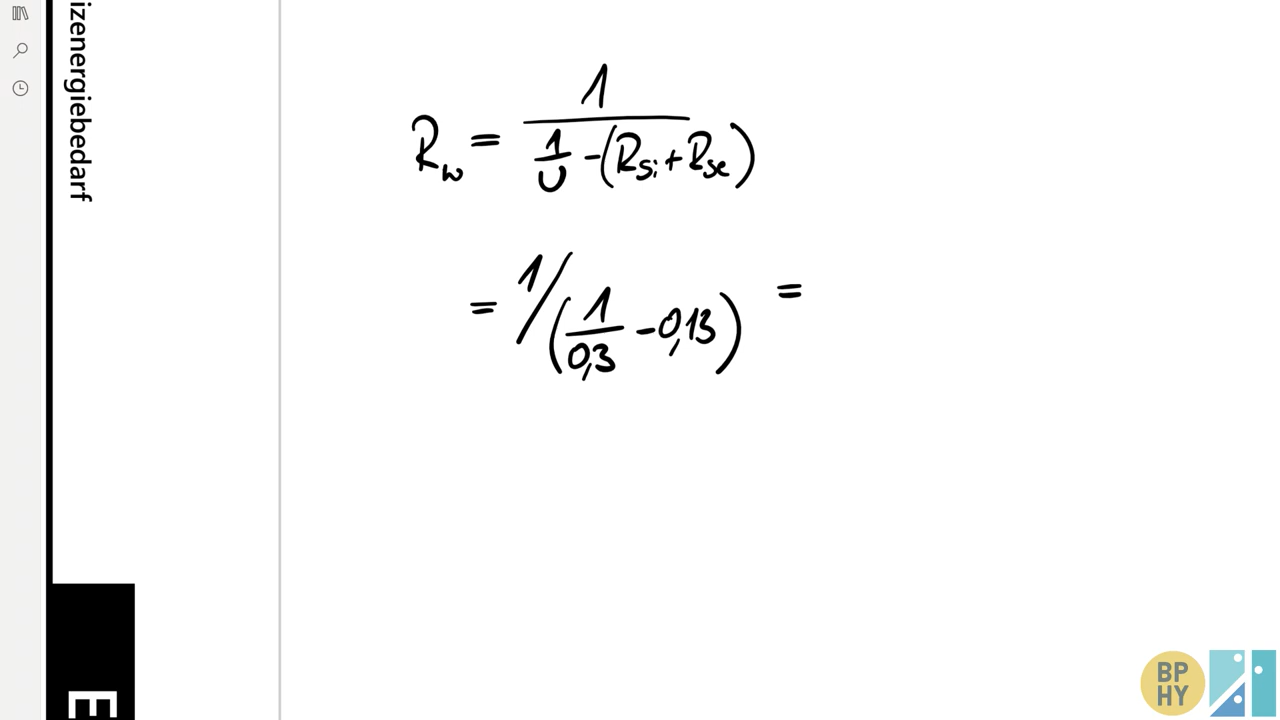 izenergiebedarf
E
R_w = 1 / (1/U - (R_si + R_se))
= 1/(1/0,3 - 0,13) =
BP
HY